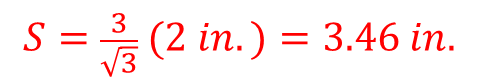 S = 3/√3 (2 in.) = 3.46 in.